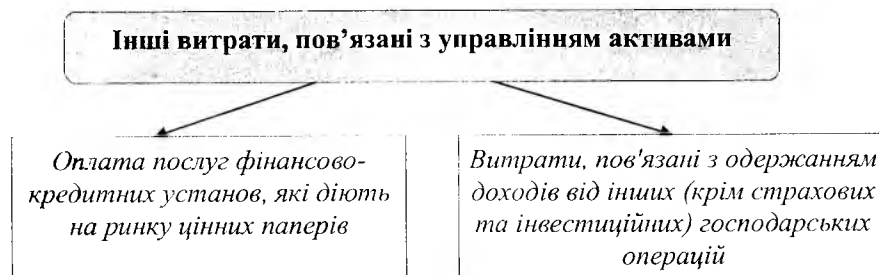 Інші витрати, пов’язані з управлінням активами
Оплата послуг фінансово-
кредитних установ, які діють
на ринку цінних паперів
Витрати, пов'язані з одержанням
доходів від інших (крім страхових
та інвестиційних) господарських
операцій